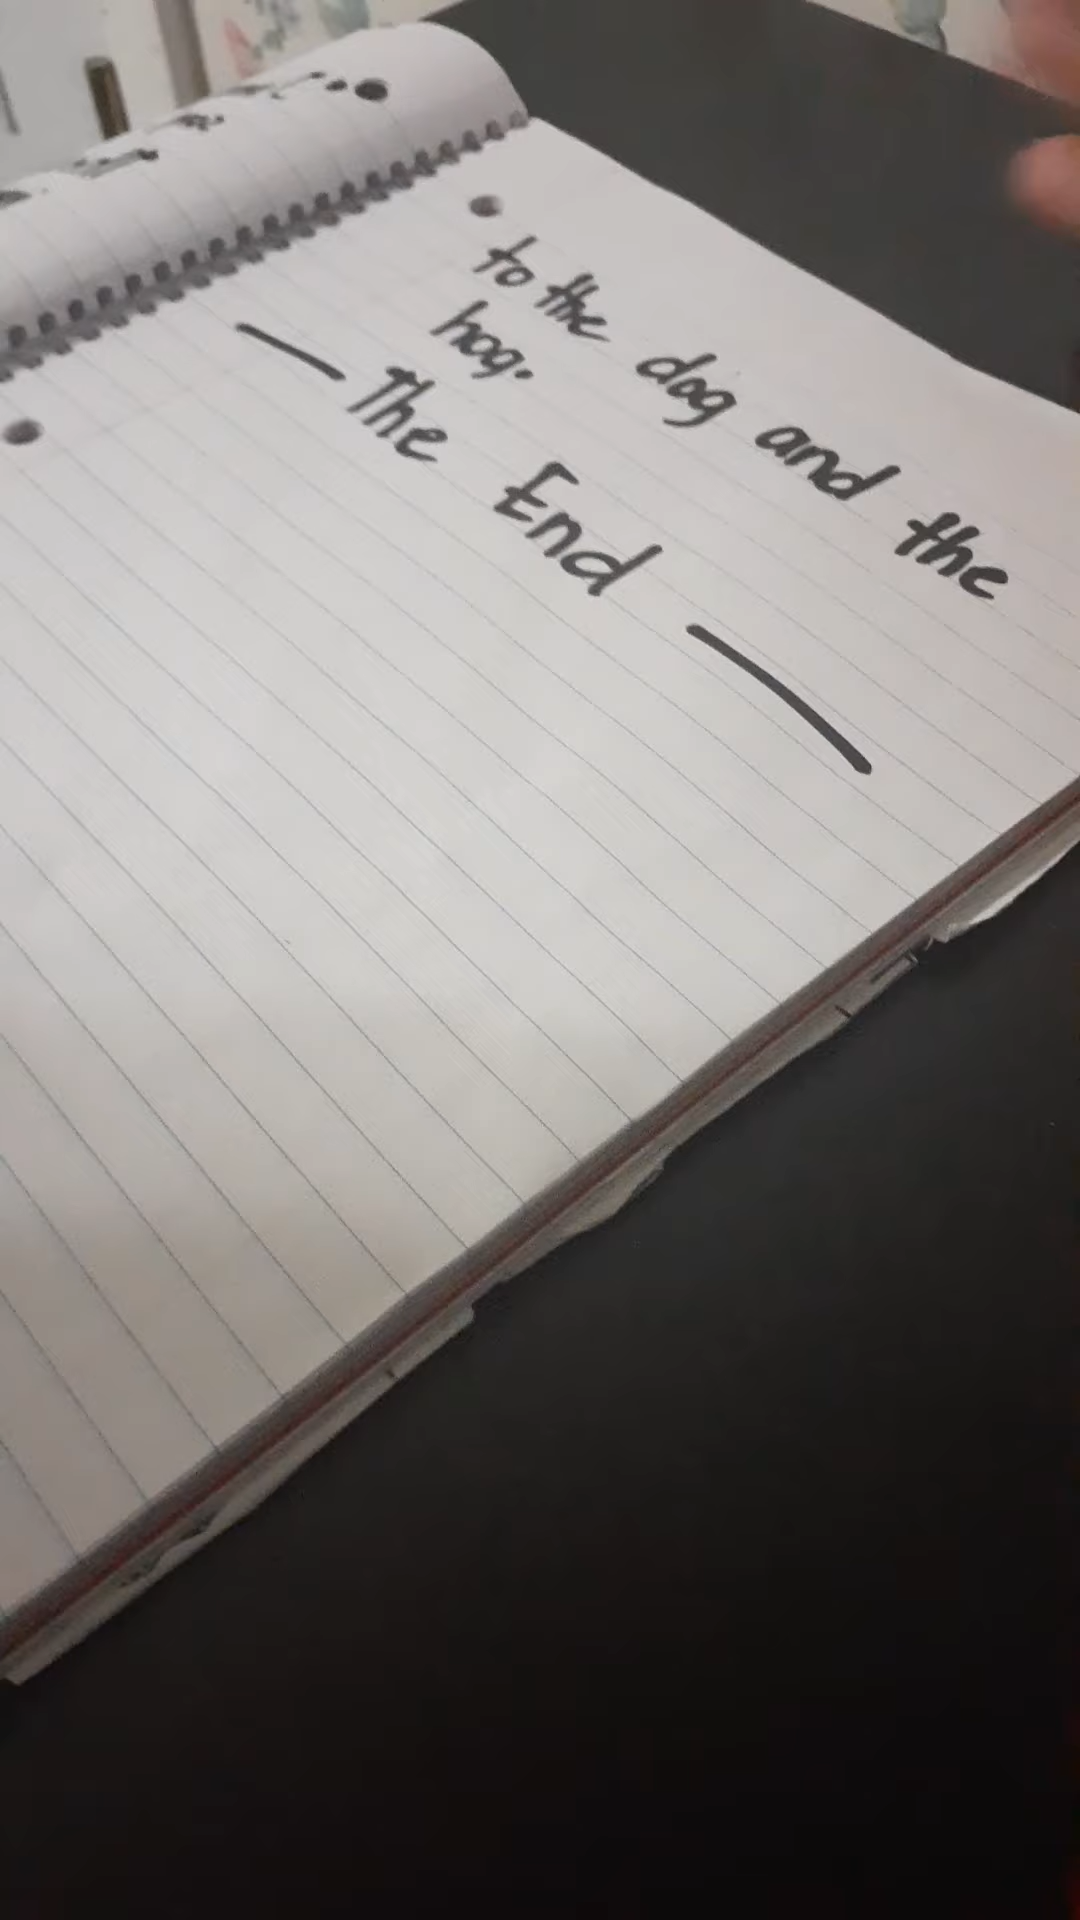 to the dog and the
hog.
— The End —